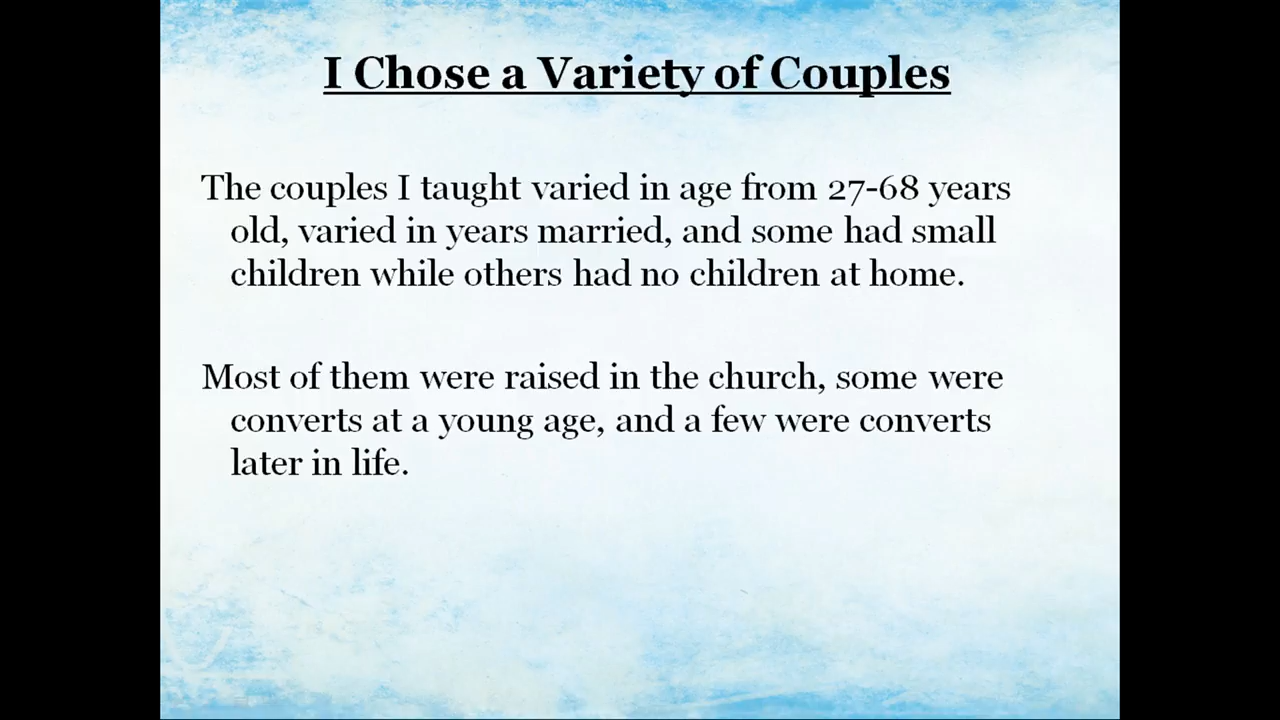 I Chose a Variety of Couples
The couples I taught varied in age from 27-68 years
old, varied in years married, and some had small
children while others had no children at home.
Most of them were raised in the church, some were
converts at a young age, and a few were converts
later in life.